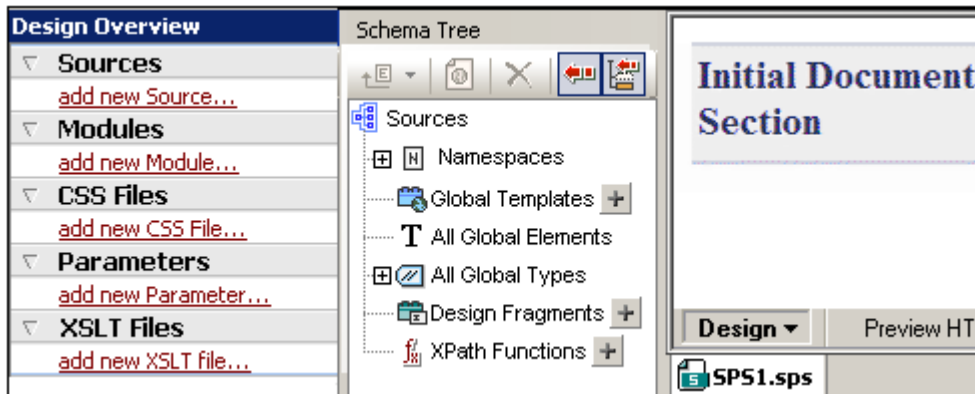 Design Overview
Sources
add new Source...
Modules
add new Module...
CSS Files
add new CSS File...
Parameters
add new Parameter...
XSLT Files
add new XSLT file...
Schema Tree
E
Sources
N Namespaces
Global Templates +
T All Global Elements
All Global Types
Design Fragments +
XPath Functions +
Initial Document
Section
Design
Preview HT
SPS1.sps